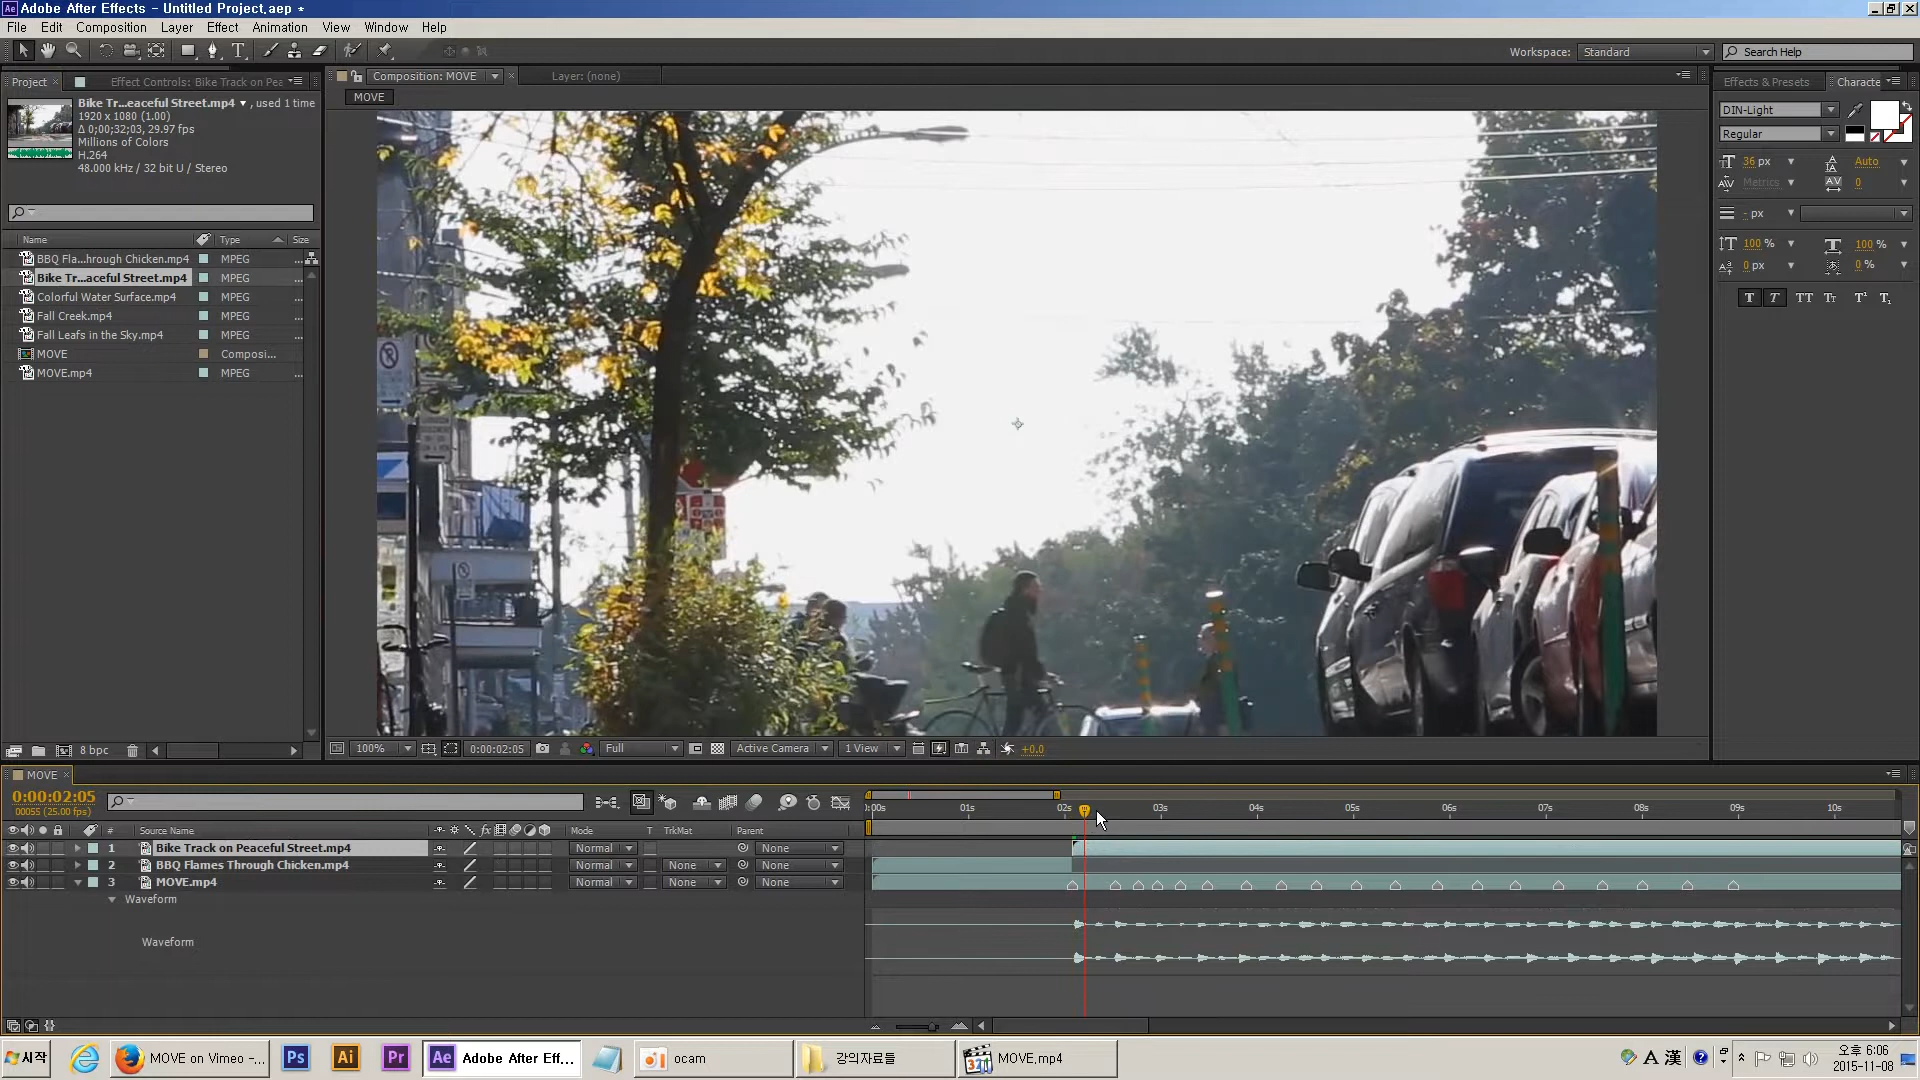 Adobe After Effects - Untitled Project.aep *
File Edit Composition Layer Effect Animation View Window Help
Workspace: Standard Search Help
Project Effect Controls: Bike Track on Pea
Composition: MOVE Layer: (none)
Effects & Presets Characte
MOVE
Bike Tr...eaceful Street.mp4 , used 1 time
1920 x 1080 (1.00)
Δ 0;00;32;03, 29.97 fps
Millions of Colors
H.264
48.000 kHz / 32 bit U / Stereo
DIN-Light
Regular
36 px Auto
Metrics 0
- px
100 % 100 %
0 px 0 %
T T TT Tr T¹ T₁
Name Type Size
BBQ Fla...hrough Chicken.mp4 MPEG ...
Bike Tr...aceful Street.mp4 MPEG ...
Colorful Water Surface.mp4 MPEG ...
Fall Creek.mp4 MPEG ...
Fall Leafs in the Sky.mp4 MPEG ...
MOVE Composi...
MOVE.mp4 MPEG ...
8 bpc
100% 0:00:02:05 Full Active Camera 1 View +0.0
MOVE
0:00:02:05
00055 (25.00 fps)
:00s 01s 02s 03s 04s 05s 06s 07s 08s 09s 10s
# Source Name fx Mode T TrkMat Parent
1 Bike Track on Peaceful Street.mp4 Normal None
2 BBQ Flames Through Chicken.mp4 Normal None None
3 MOVE.mp4 Normal None None
Waveform
Waveform
시작 MOVE on Vimeo -... Ps Ai Pr Ae Adobe After Eff... ocam 강의자료들 MOVE.mp4 A 漢
오후 6:06
2015-11-08